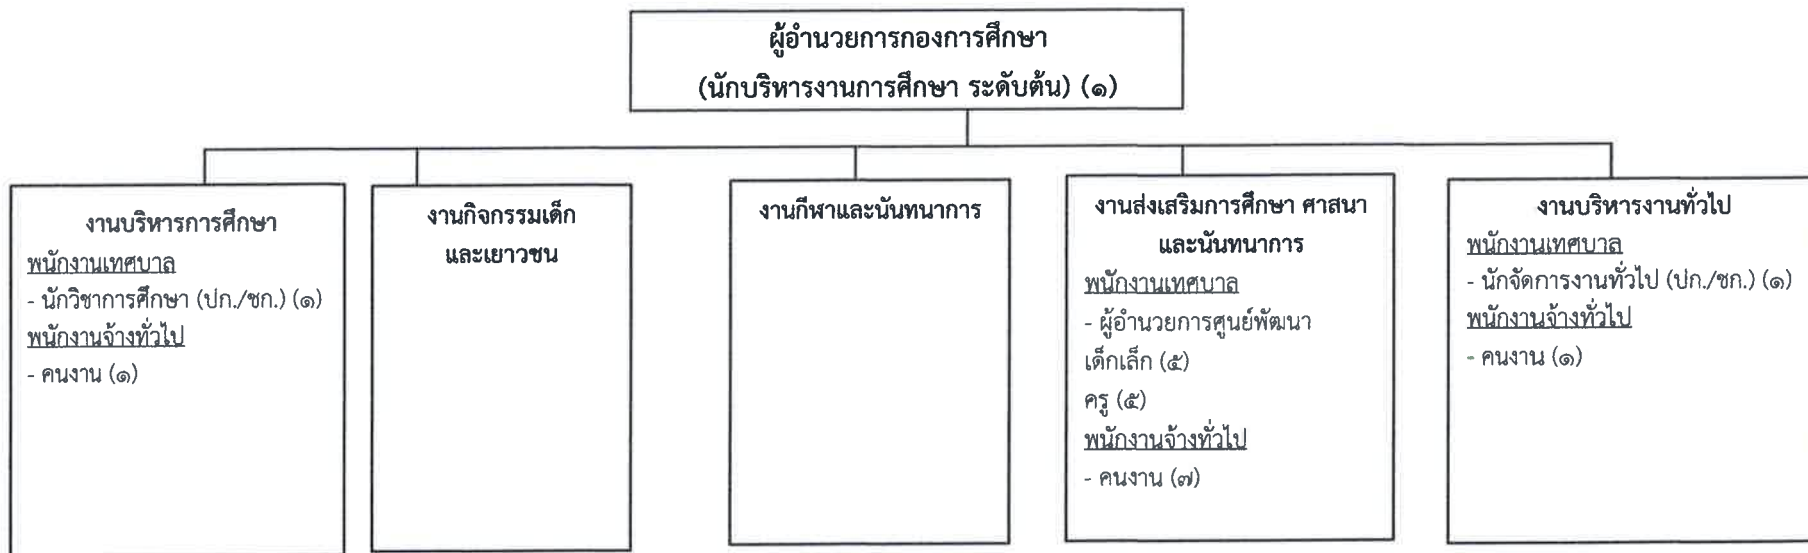 ผู้อำนวยการกองการศึกษา
(นักบริหารงานการศึกษา ระดับต้น) (๑)
งานบริหารการศึกษา
พนักงานเทศบาล
- นักวิชาการศึกษา (ปก./ชก.) (๑)
พนักงานจ้างทั่วไป
- คนงาน (๑)
งานกิจกรรมเด็ก
และเยาวชน
งานกีฬาและนันทนาการ
งานส่งเสริมการศึกษา ศาสนา
และนันทนาการ
พนักงานเทศบาล
- ผู้อำนวยการศูนย์พัฒนา
เด็กเล็ก (๕)
ครู (๕)
พนักงานจ้างทั่วไป
- คนงาน (๗)
งานบริหารงานทั่วไป
พนักงานเทศบาล
- นักจัดการงานทั่วไป (ปก./ชก.) (๑)
พนักงานจ้างทั่วไป
- คนงาน (๑)